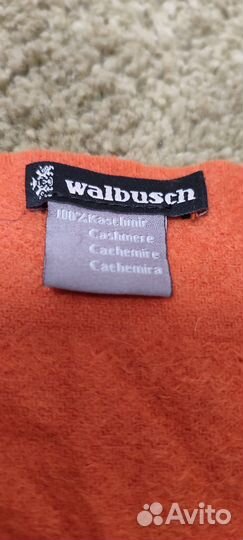 walbusch
100% Kaschmir
Cashmere
Cachemire
Cachemira
Avito